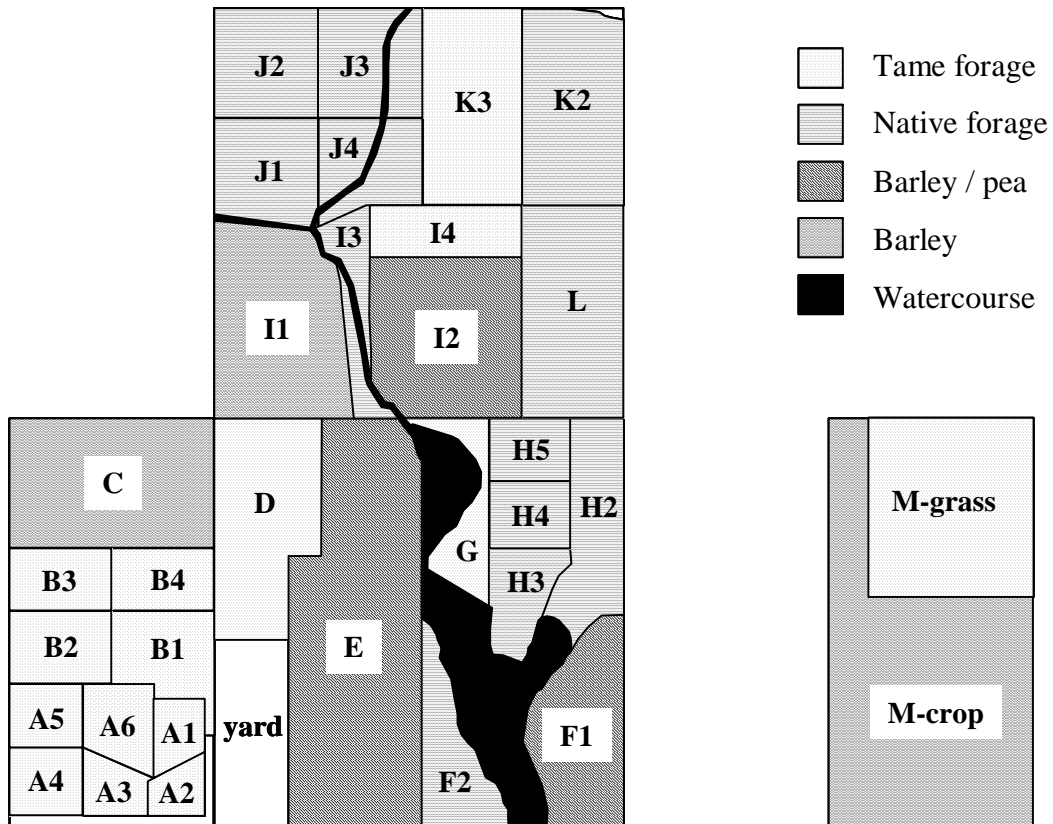 J2
J3
K3
K2
J1
J4
I3
I4
I1
I2
L
C
D
H5
H4
H2
G
H3
B3
B4
B2
B1
E
A5
A6
A1
yard
F1
A4
A3
A2
F2
Tame forage
Native forage
Barley / pea
Barley
Watercourse
M-grass
M-crop